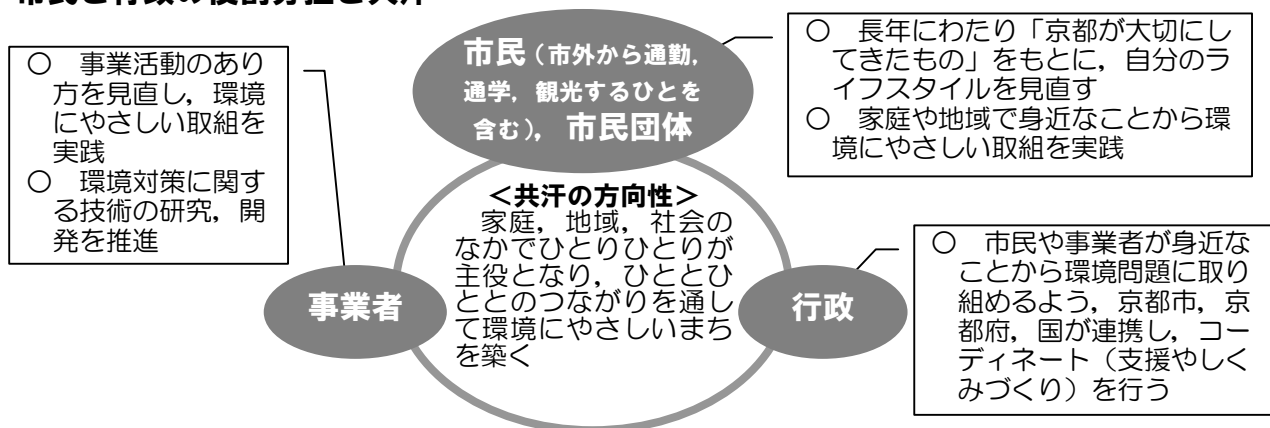 市民と行政の役割分担と共汗
○　事業活動のあり
方を見直し，環境
にやさしい取組を
実践
○　環境対策に関す
る技術の研究，開
発を推進
市民（市外から通勤，
通学，観光するひとを
含む），市民団体
○　長年にわたり「京都が大切にし
てきたもの」をもとに，自分のラ
イフスタイルを見直す
○　家庭や地域で身近なことから環
境にやさしい取組を実践
＜共汗の方向性＞
家庭，地域，社会の
なかでひとりひとりが
主役となり，ひととひ
ととのつながりを通し
て環境にやさしいまち
を築く
事業者
行政
○　市民や事業者が身近な
ことから環境問題に取り
組めるよう，京都市，京
都府，国が連携し，コー
ディネート（支援やしく
みづくり）を行う